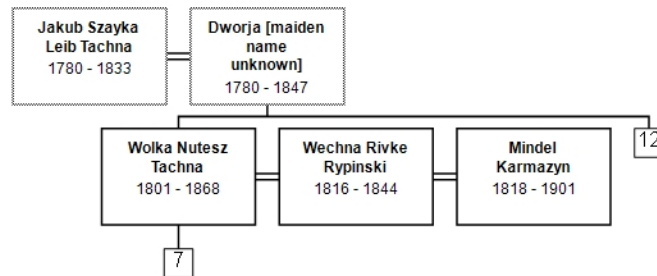 Jakub Szayka
Leib Tachna
1780 - 1833
Dworja [maiden
name
unknown]
1780 - 1847
Wolka Nutesz
Tachna
1801 - 1868
Wechna Rivke
Rypinski
1816 - 1844
Mindel
Karmazyn
1818 - 1901
12
7